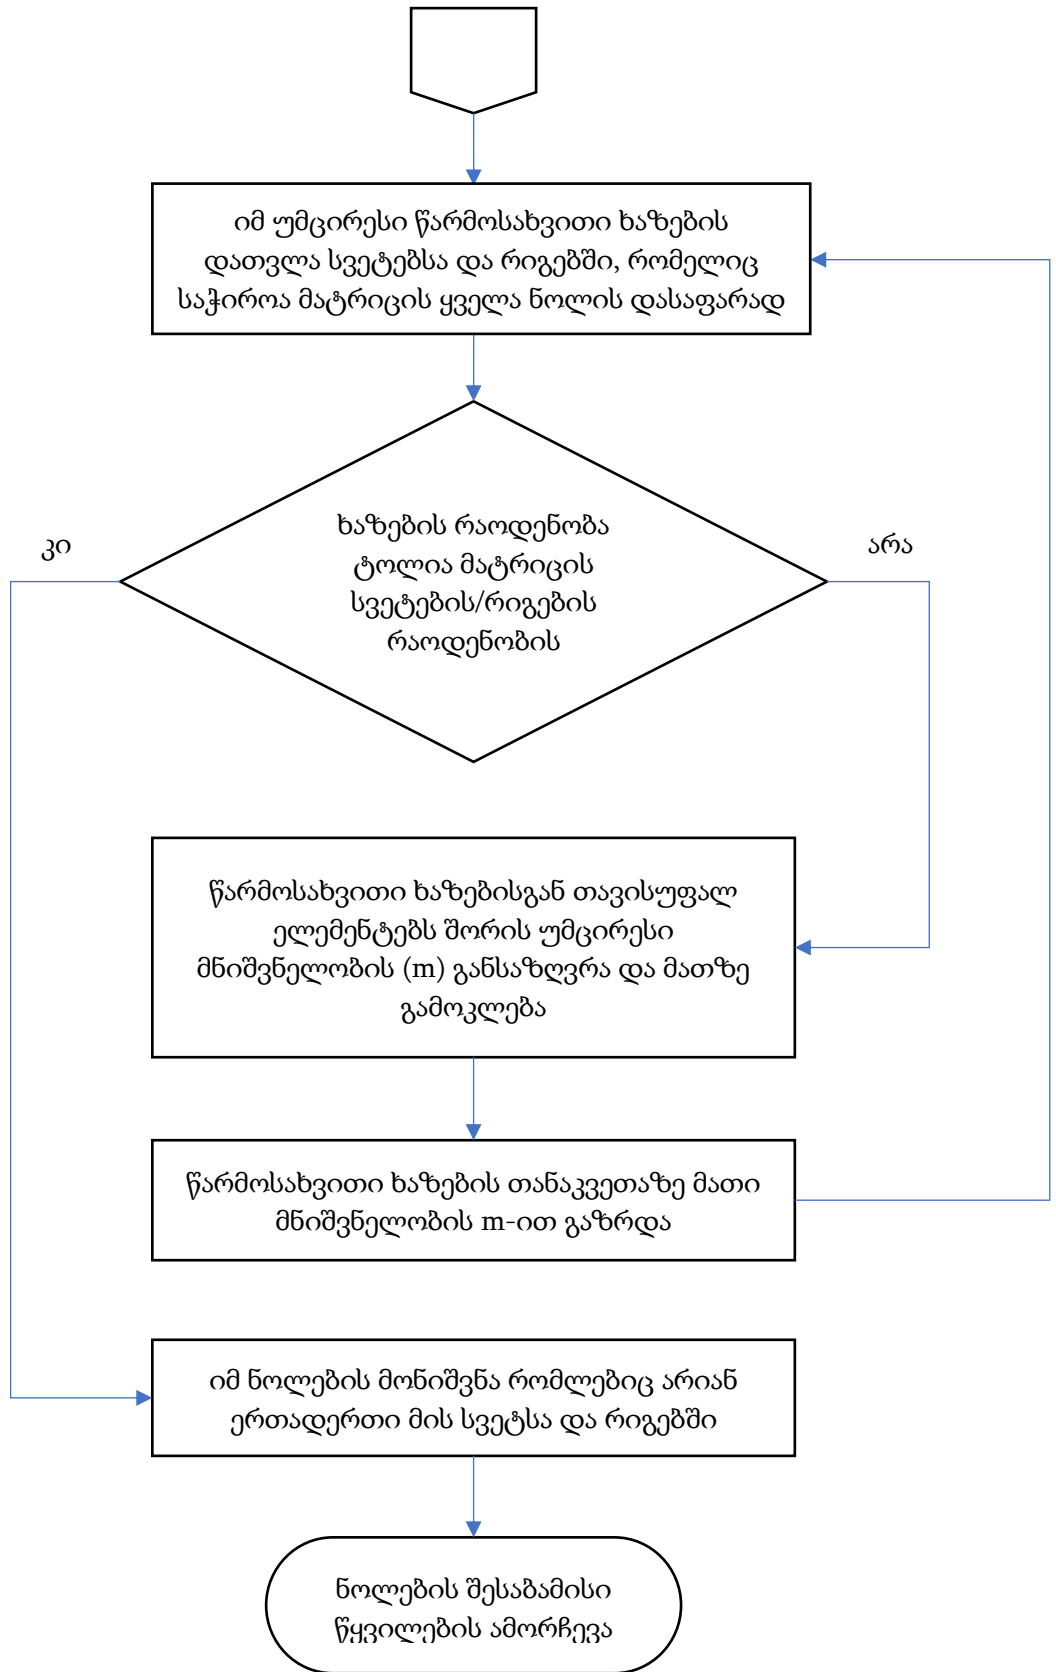 იმ უმცირესი წარმოსახვითი ხაზების
დათვლა სვეტებსა და რიგებში, რომელიც
საჭიროა მატრიცის ყველა ნოლის დასაფარად
ხაზების რაოდენობა
ტოლია მატრიცის
სვეტების/რიგების
რაოდენობის
კი
არა
წარმოსახვითი ხაზებისგან თავისუფალ
ელემენტებს შორის უმცირესი
მნიშვნელობის (m) განსაზღვრა და მათზე
გამოკლება
წარმოსახვითი ხაზების თანაკვეთაზე მათი
მნიშვნელობის m-ით გაზრდა
იმ ნოლების მონიშვნა რომლებიც არიან
ერთადერთი მის სვეტსა და რიგებში
ნოლების შესაბამისი
წყვილების ამორჩევა